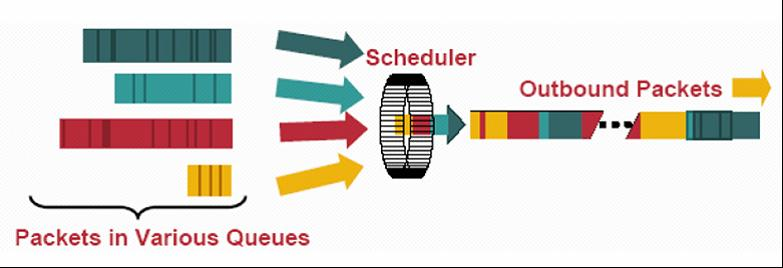 Scheduler
Outbound Packets
Packets in Various Queues